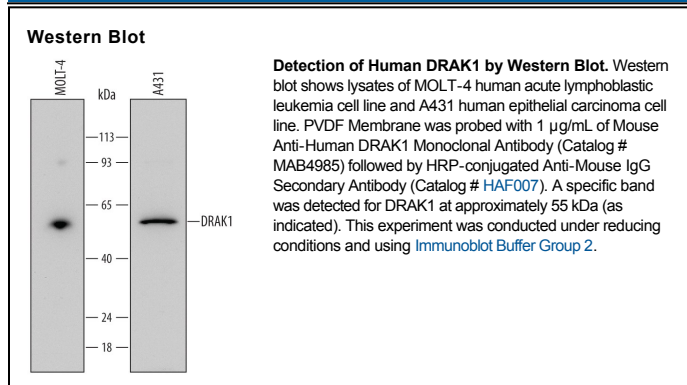 Western Blot
MOLT-4
kDa
A431
113
93
65
DRAK1
40
24
18
Detection of Human DRAK1 by Western Blot. Western
blot shows lysates of MOLT-4 human acute lymphoblastic
leukemia cell line and A431 human epithelial carcinoma cell
line. PVDF Membrane was probed with 1 µg/mL of Mouse
Anti-Human DRAK1 Monoclonal Antibody (Catalog #
MAB4985) followed by HRP-conjugated Anti-Mouse IgG
Secondary Antibody (Catalog # HAF007). A specific band
was detected for DRAK1 at approximately 55 kDa (as
indicated). This experiment was conducted under reducing
conditions and using Immunoblot Buffer Group 2.